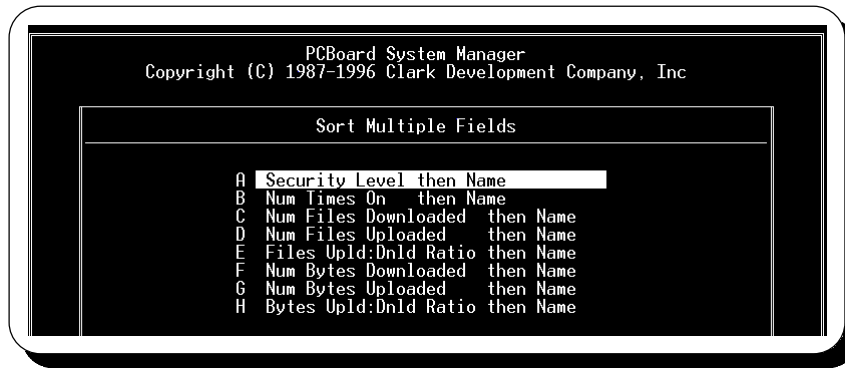 PCBoard System Manager
Copyright (C) 1987-1996 Clark Development Company, Inc
Sort Multiple Fields
A Security Level then Name
B Num Times On then Name
C Num Files Downloaded then Name
D Num Files Uploaded then Name
E Files Upld:Dnld Ratio then Name
F Num Bytes Downloaded then Name
G Num Bytes Uploaded then Name
H Bytes Upld:Dnld Ratio then Name